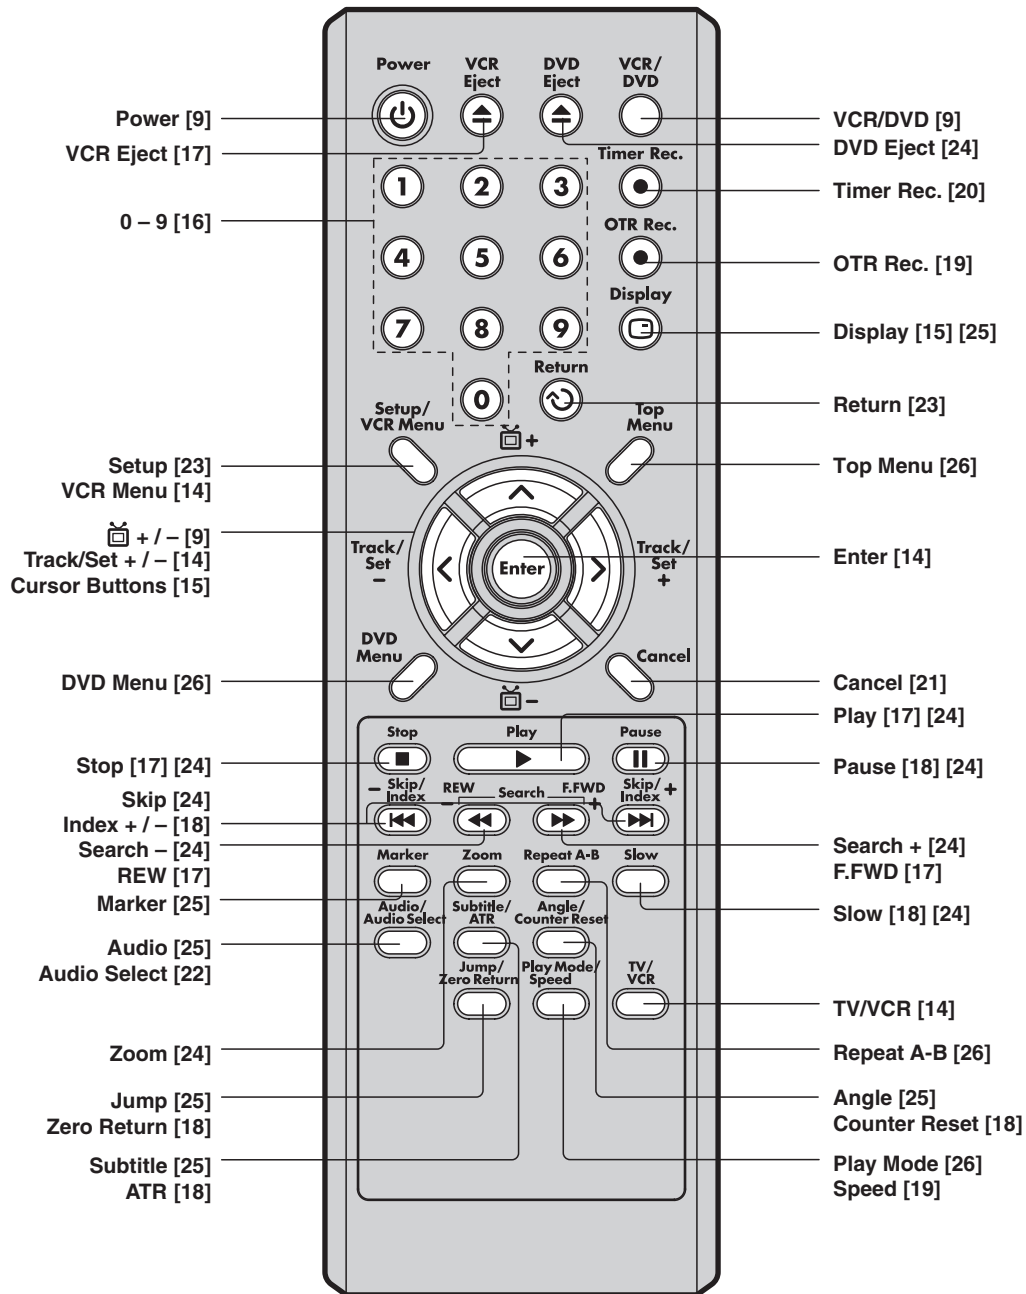 Power
VCR
Eject
DVD
Eject
VCR/
DVD
Power [9]
VCR Eject [17]
VCR/DVD [9]
DVD Eject [24]
Timer Rec.
1
2
3
Timer Rec. [20]
0 – 9 [16]
OTR Rec.
4
5
6
OTR Rec. [19]
Display
7
8
9
Display [15] [25]
Return
0
Return [23]
Setup/
VCR Menu
+
Top
Menu
Setup [23]
VCR Menu [14]
Top Menu [26]
+ / – [9]
Track/Set + / – [14]
Cursor Buttons [15]
Track/
Set
–
Enter
Track/
Set
+
Enter [14]
DVD
Menu
Cancel
–
DVD Menu [26]
Cancel [21]
Play [17] [24]
Stop
Play
Pause
Stop [17] [24]
Pause [18] [24]
– Skip/
Index
REW
–
Search
F.FWD
+
Skip/ +
Index
Skip [24]
Index + / – [18]
Search – [24]
REW [17]
Search + [24]
F.FWD [17]
Marker
Zoom
Repeat A-B
Slow
Marker [25]
Slow [18] [24]
Audio/
Audio Select
Subtitle/
ATR
Angle/
Counter Reset
Audio [25]
Audio Select [22]
Jump/
Zero Return
Play Mode/
Speed
TV/
VCR
TV/VCR [14]
Zoom [24]
Repeat A-B [26]
Jump [25]
Zero Return [18]
Angle [25]
Counter Reset [18]
Subtitle [25]
ATR [18]
Play Mode [26]
Speed [19]